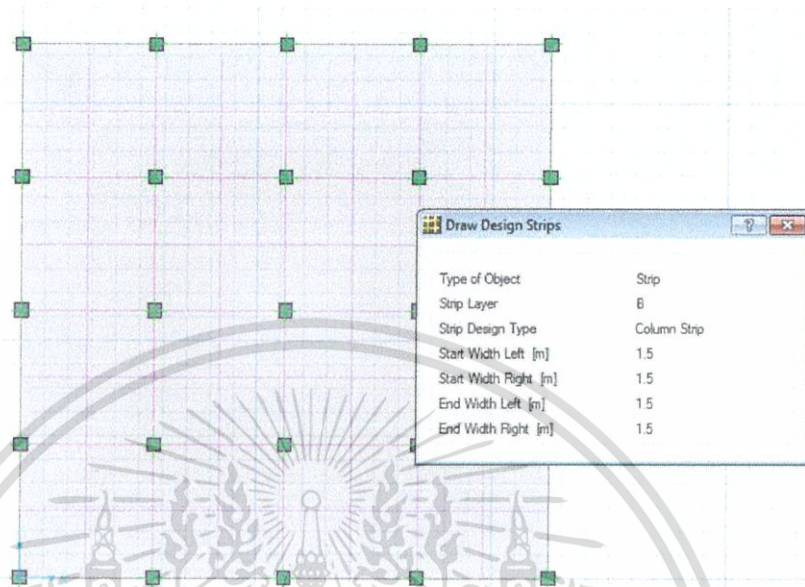 Draw Design Strips
Type of Object Strip
Strip Layer B
Strip Design Type Column Strip
Start Width Left [m] 1.5
Start Width Right [m] 1.5
End Width Left [m] 1.5
End Width Right [m] 1.5